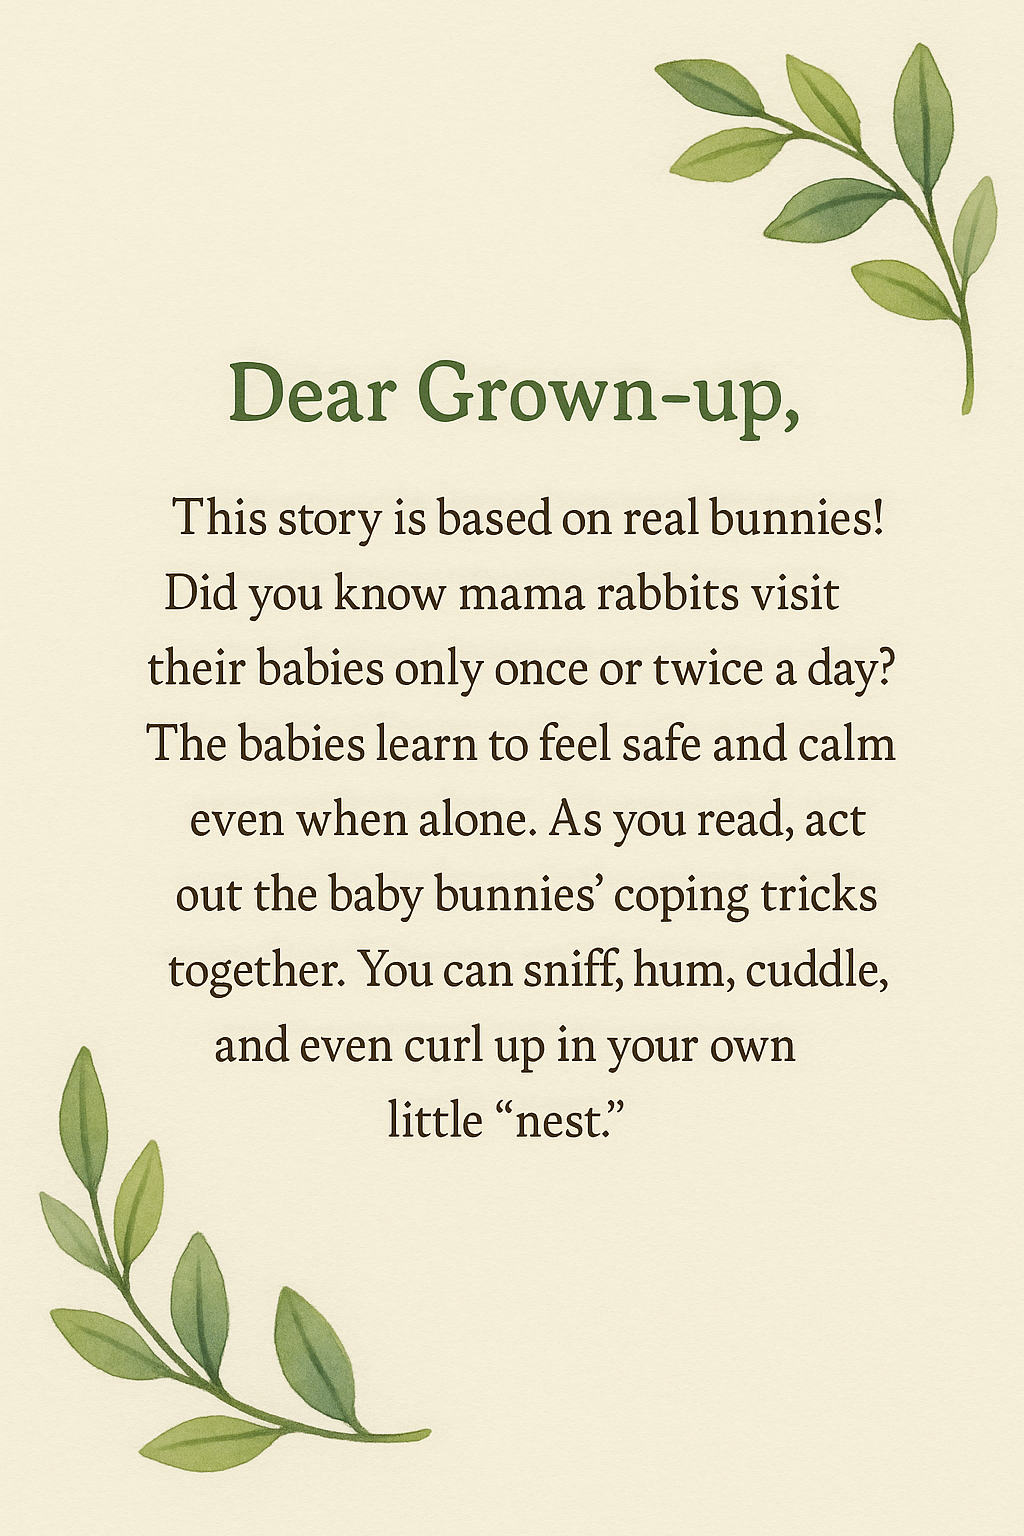 Dear Grown-up,
This story is based on real bunnies!
Did you know mama rabbits visit
their babies only once or twice a day?
The babies learn to feel safe and calm
even when alone. As you read, act
out the baby bunnies’ coping tricks
together. You can sniff, hum, cuddle,
and even curl up in your own
little “nest.”